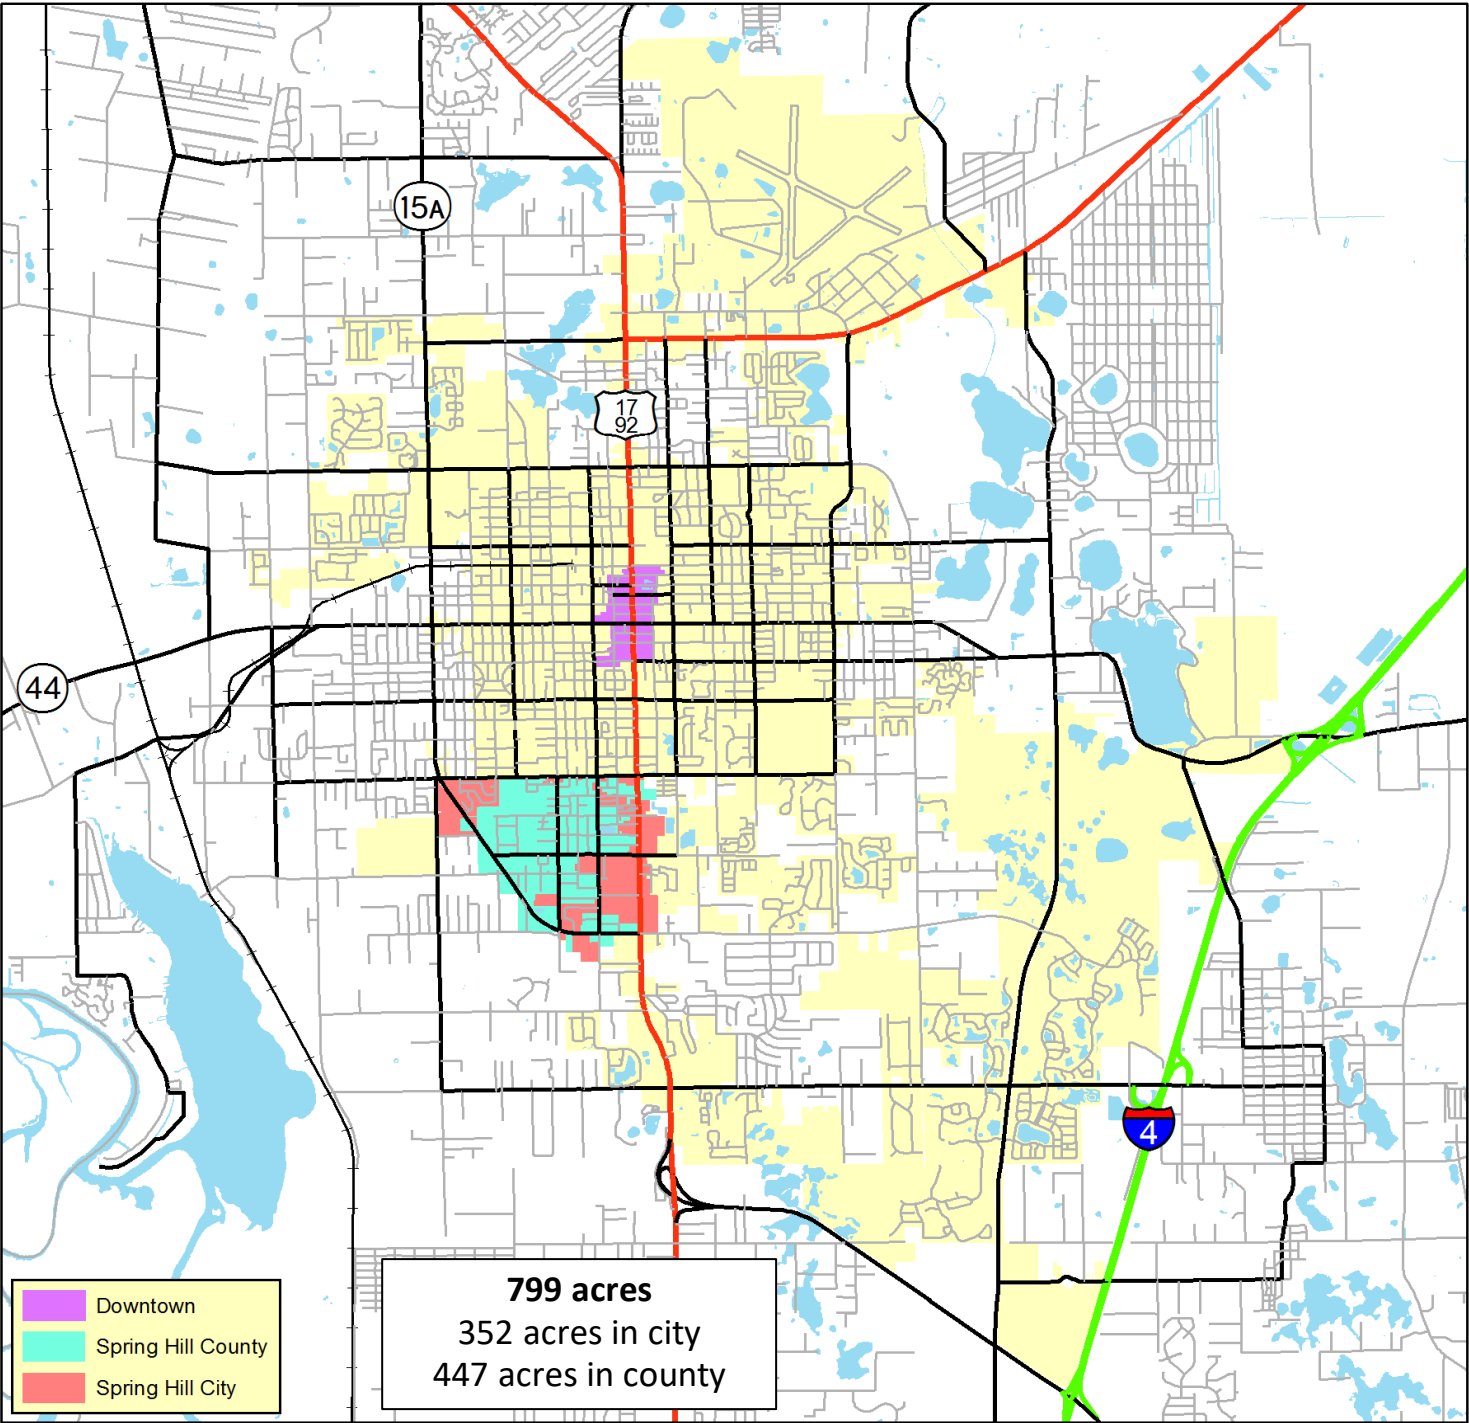 15A
17
92
44
4
799 acres
352 acres in city
447 acres in county
Downtown
Spring Hill County
Spring Hill City